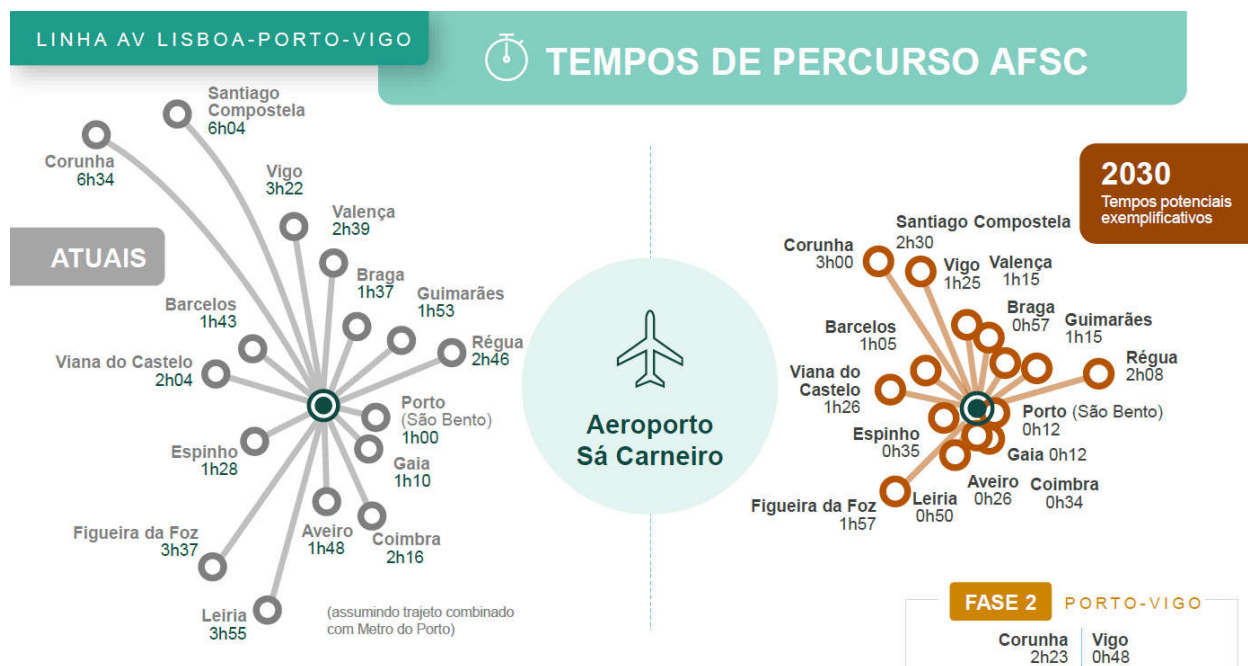 LINHA AV LISBOA-PORTO-VIGO
TEMPOS DE PERCURSO AFSC
ATUAIS
Santiago
Compostela
6h04
Corunha
6h34
Vigo
3h22
Valença
2h39
Braga
1h37
Guimarães
1h53
Barcelos
1h43
Régua
2h46
Viana do Castelo
2h04
Porto
(São Bento)
1h00
Espinho
1h28
Gaia
1h10
Figueira da Foz
3h37
Aveiro
1h48
Coimbra
2h16
Leiria
3h55
(assumindo trajeto combinado
com Metro do Porto)
Aeroporto
Sá Carneiro
2030
Tempos potenciais
exemplificativos
Santiago Compostela
2h30
Corunha
3h00
Vigo
1h25
Valença
1h15
Braga
0h57
Guimarães
1h15
Barcelos
1h05
Régua
2h08
Viana do
Castelo
1h26
Porto (São Bento)
0h12
Espinho
0h35
Gaia 0h12
Figueira da Foz
1h57
Leiria
0h50
Aveiro
0h26
Coimbra
0h34
FASE 2 PORTO-VIGO
Corunha
2h23
Vigo
0h48